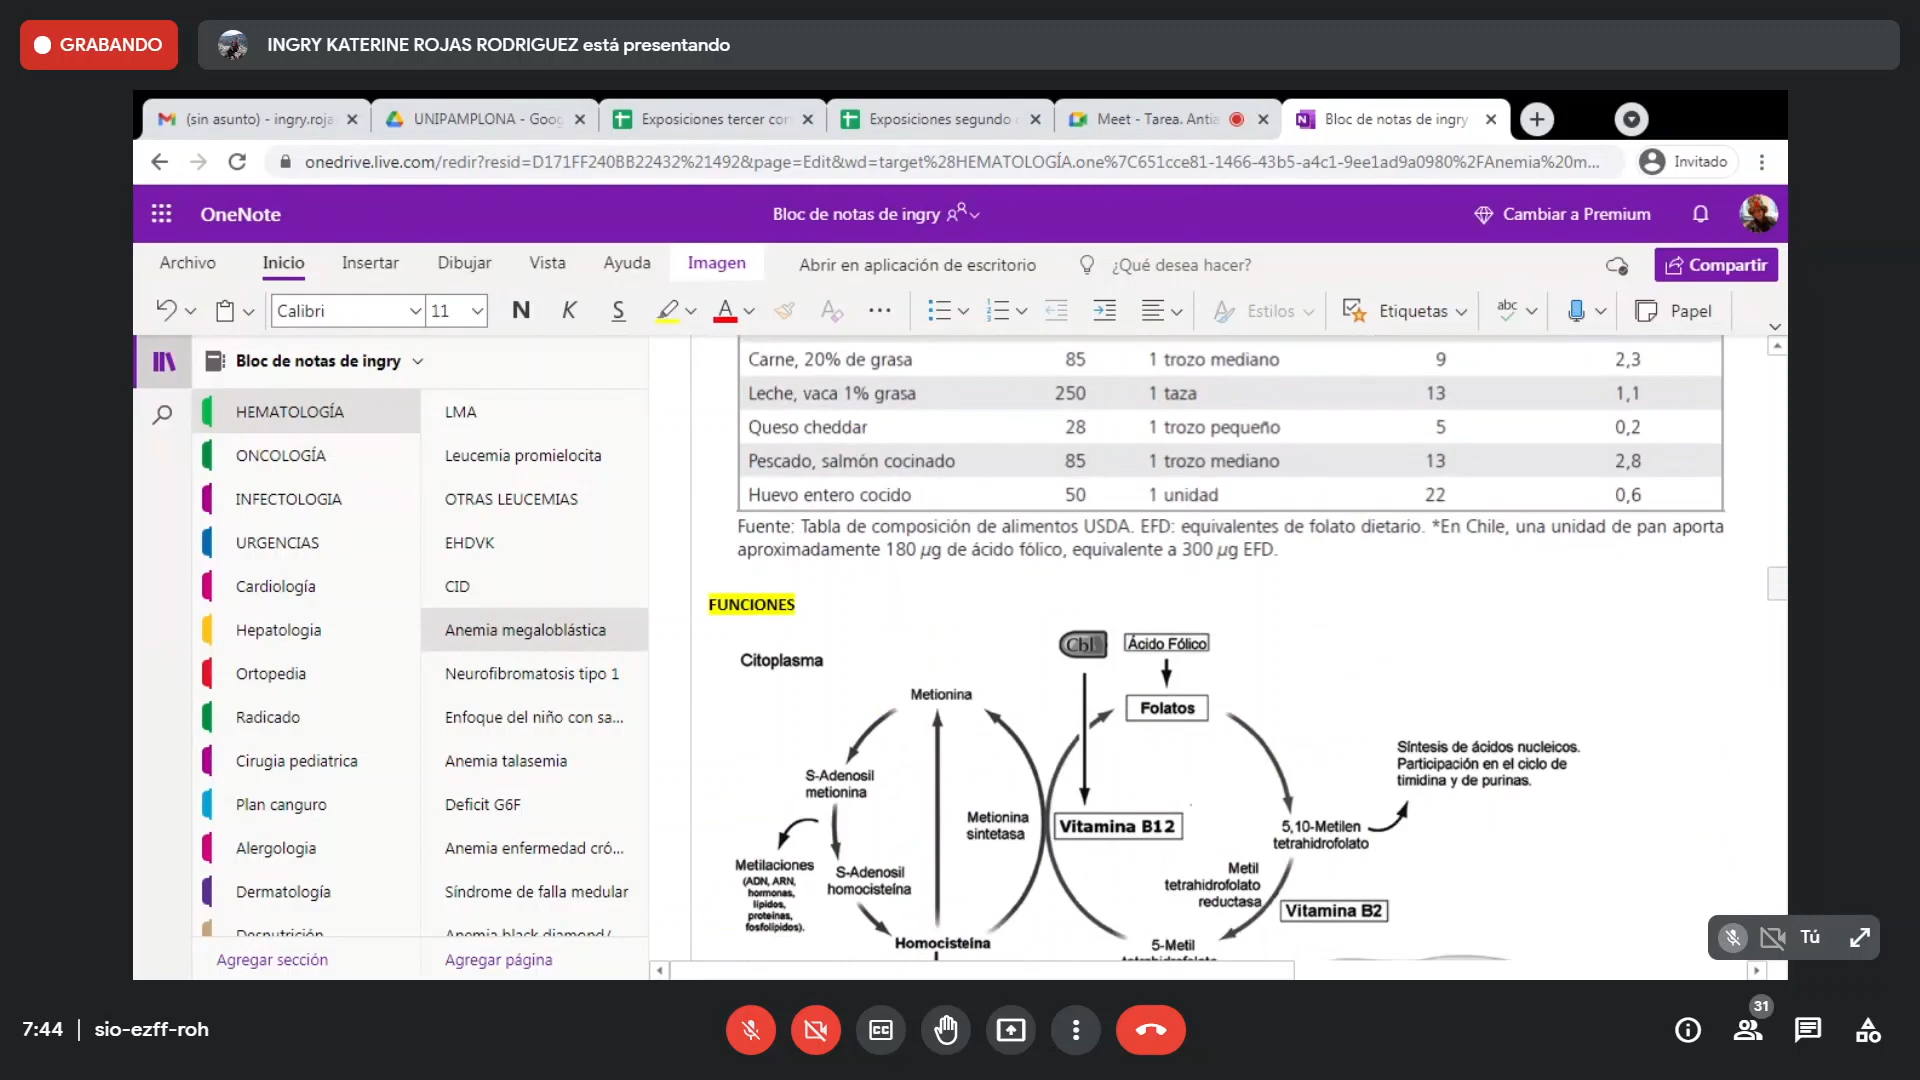 GRABANDO
INGRY KATERINE ROJAS RODRIGUEZ está presentando
(sin asunto) - ingry.roja
UNIPAMPLONA - Goog
Exposiciones tercer cor
Exposiciones segundo
Meet - Tarea. Antia
Bloc de notas de ingry
onedrive.live.com/redir?resid=D171FF240BB22432%21492&page=Edit&wd=target%28HEMATOLOGÍA.one%7C651cce81-1466-43b5-a4c1-9ee1ad9a0980%2FAnemia%20m...
Invitado
OneNote
Bloc de notas de ingry
Cambiar a Premium
Archivo Inicio Insertar Dibujar Vista Ayuda Imagen Abrir en aplicación de escritorio ¿Qué desea hacer? Compartir
Calibri 11 N K S A A ... Estilos Etiquetas abc Papel
Bloc de notas de ingry
HEMATOLOGÍA
ONCOLOGÍA
INFECTOLOGIA
URGENCIAS
Cardiología
Hepatologia
Ortopedia
Radicado
Cirugia pediatrica
Plan canguro
Alergologia
Dermatología
Desnutrición
Agregar sección
LMA
Leucemia promielocita
OTRAS LEUCEMIAS
EHDVK
CID
Anemia megaloblástica
Neurofibromatosis tipo 1
Enfoque del niño con sa...
Anemia talasemia
Deficit G6F
Anemia enfermedad cró...
Síndrome de falla medular
Anemia black diamond/
Agregar página
Carne, 20% de grasa 85 1 trozo mediano 9 2,3
Leche, vaca 1% grasa 250 1 taza 13 1,1
Queso cheddar 28 1 trozo pequeño 5 0,2
Pescado, salmón cocinado 85 1 trozo mediano 13 2,8
Huevo entero cocido 50 1 unidad 22 0,6
Fuente: Tabla de composición de alimentos USDA. EFD: equivalentes de folato dietario. *En Chile, una unidad de pan aporta
aproximadamente 180 µg de ácido fólico, equivalente a 300 µg EFD.
FUNCIONES
Citoplasma
Cbl
Ácido Fólico
Metionina
Folatos
Síntesis de ácidos nucleicos.
Participación en el ciclo de
timidina y de purinas.
S-Adenosil
metionina
Metionina
sintetasa
Vitamina B12
5,10-Metilen
tetrahidrofolato
Metilaciones
(ADN, ARN,
hormonas,
lípidos,
proteínas,
fosfolípidos).
S-Adenosil
homocisteína
Metil
tetrahidrofolato
reductasa
Vitamina B2
Homocisteína
5-Metil
tetrahidrofolato
Tú
7:44 | sio-ezff-roh
31